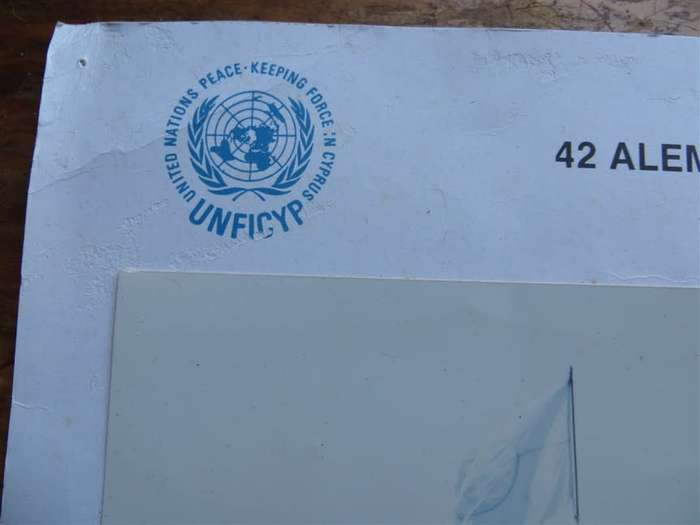 UNITED NATIONS PEACE-KEEPING FORCE IN CYPRUS
UNFICYP
42 ALEM